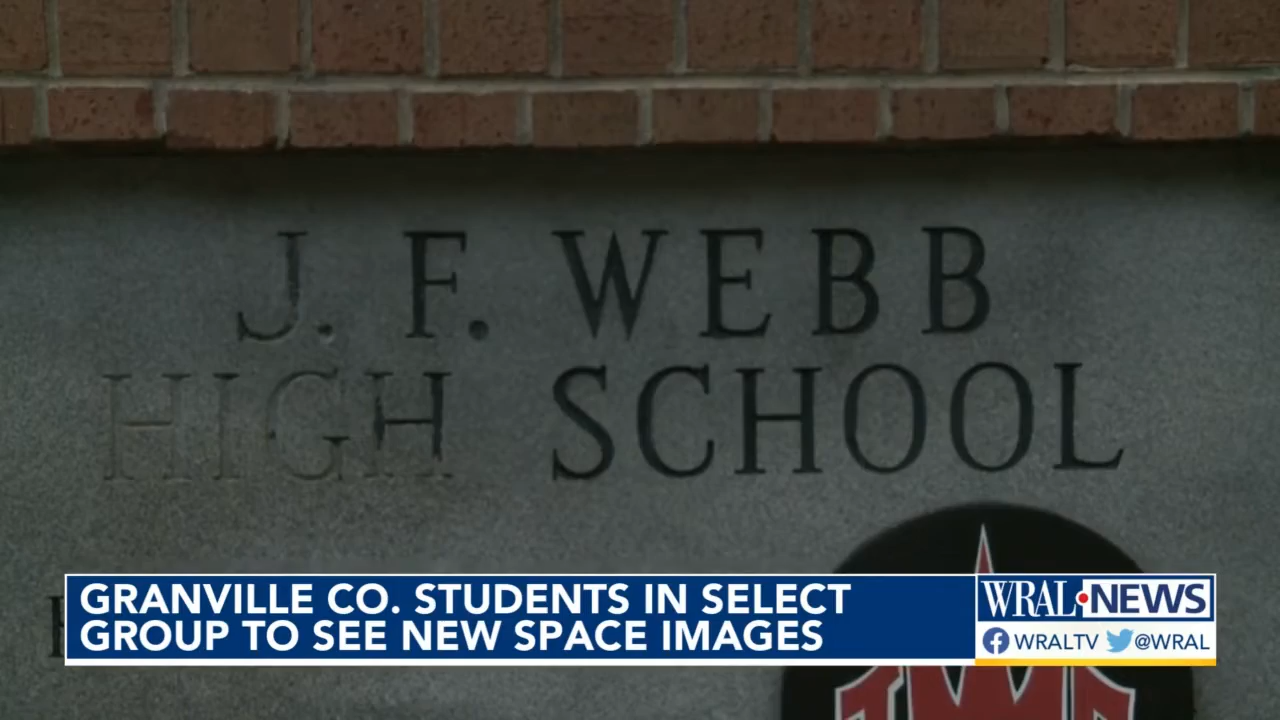 J. F. WEBB
HIGH SCHOOL
GRANVILLE CO. STUDENTS IN SELECT
GROUP TO SEE NEW SPACE IMAGES
WRAL NEWS
WRALTV @WRAL